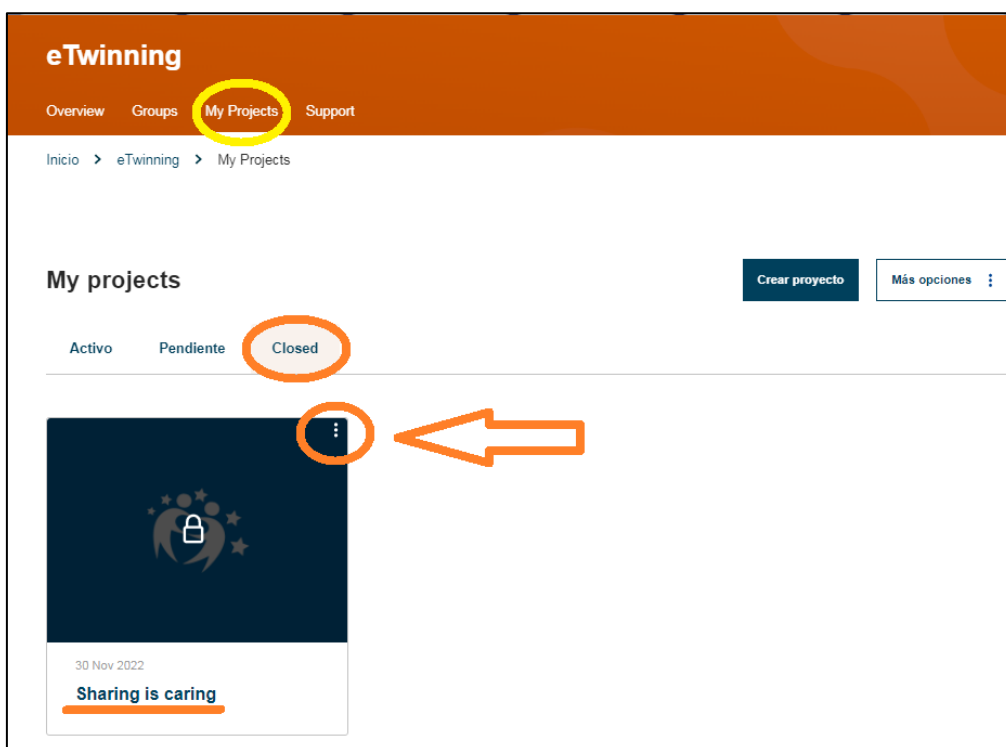 eTwinning
Overview Groups My Projects Support
Inicio > eTwinning > My Projects
My projects
Crear proyecto Más opciones
Activo Pendiente Closed
30 Nov 2022
Sharing is caring